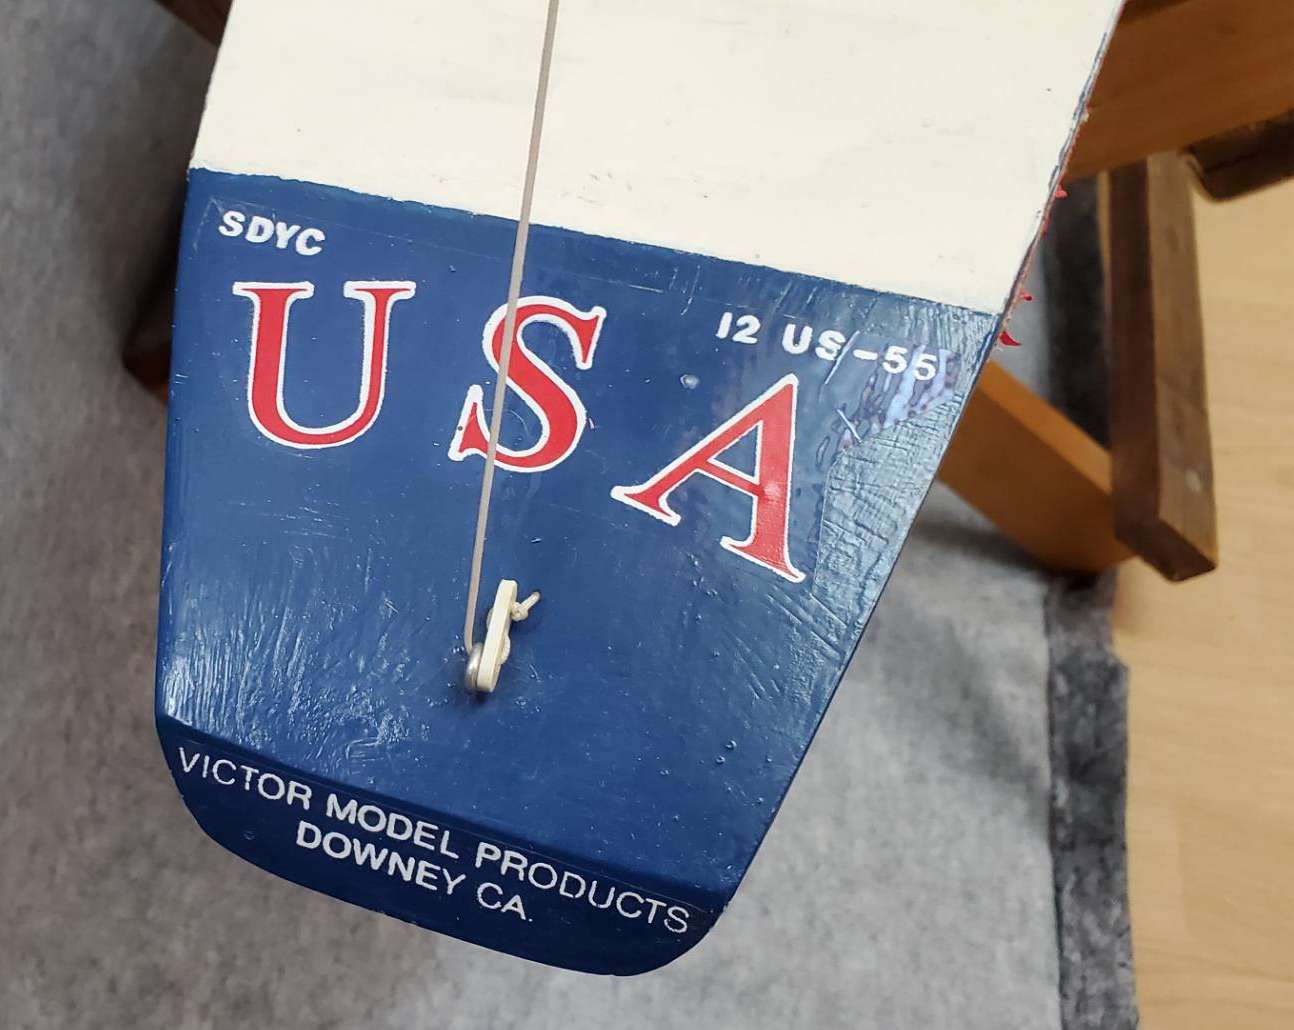 SDYC
12 US-55
USA
VICTOR MODEL PRODUCTS
DOWNEY CA.